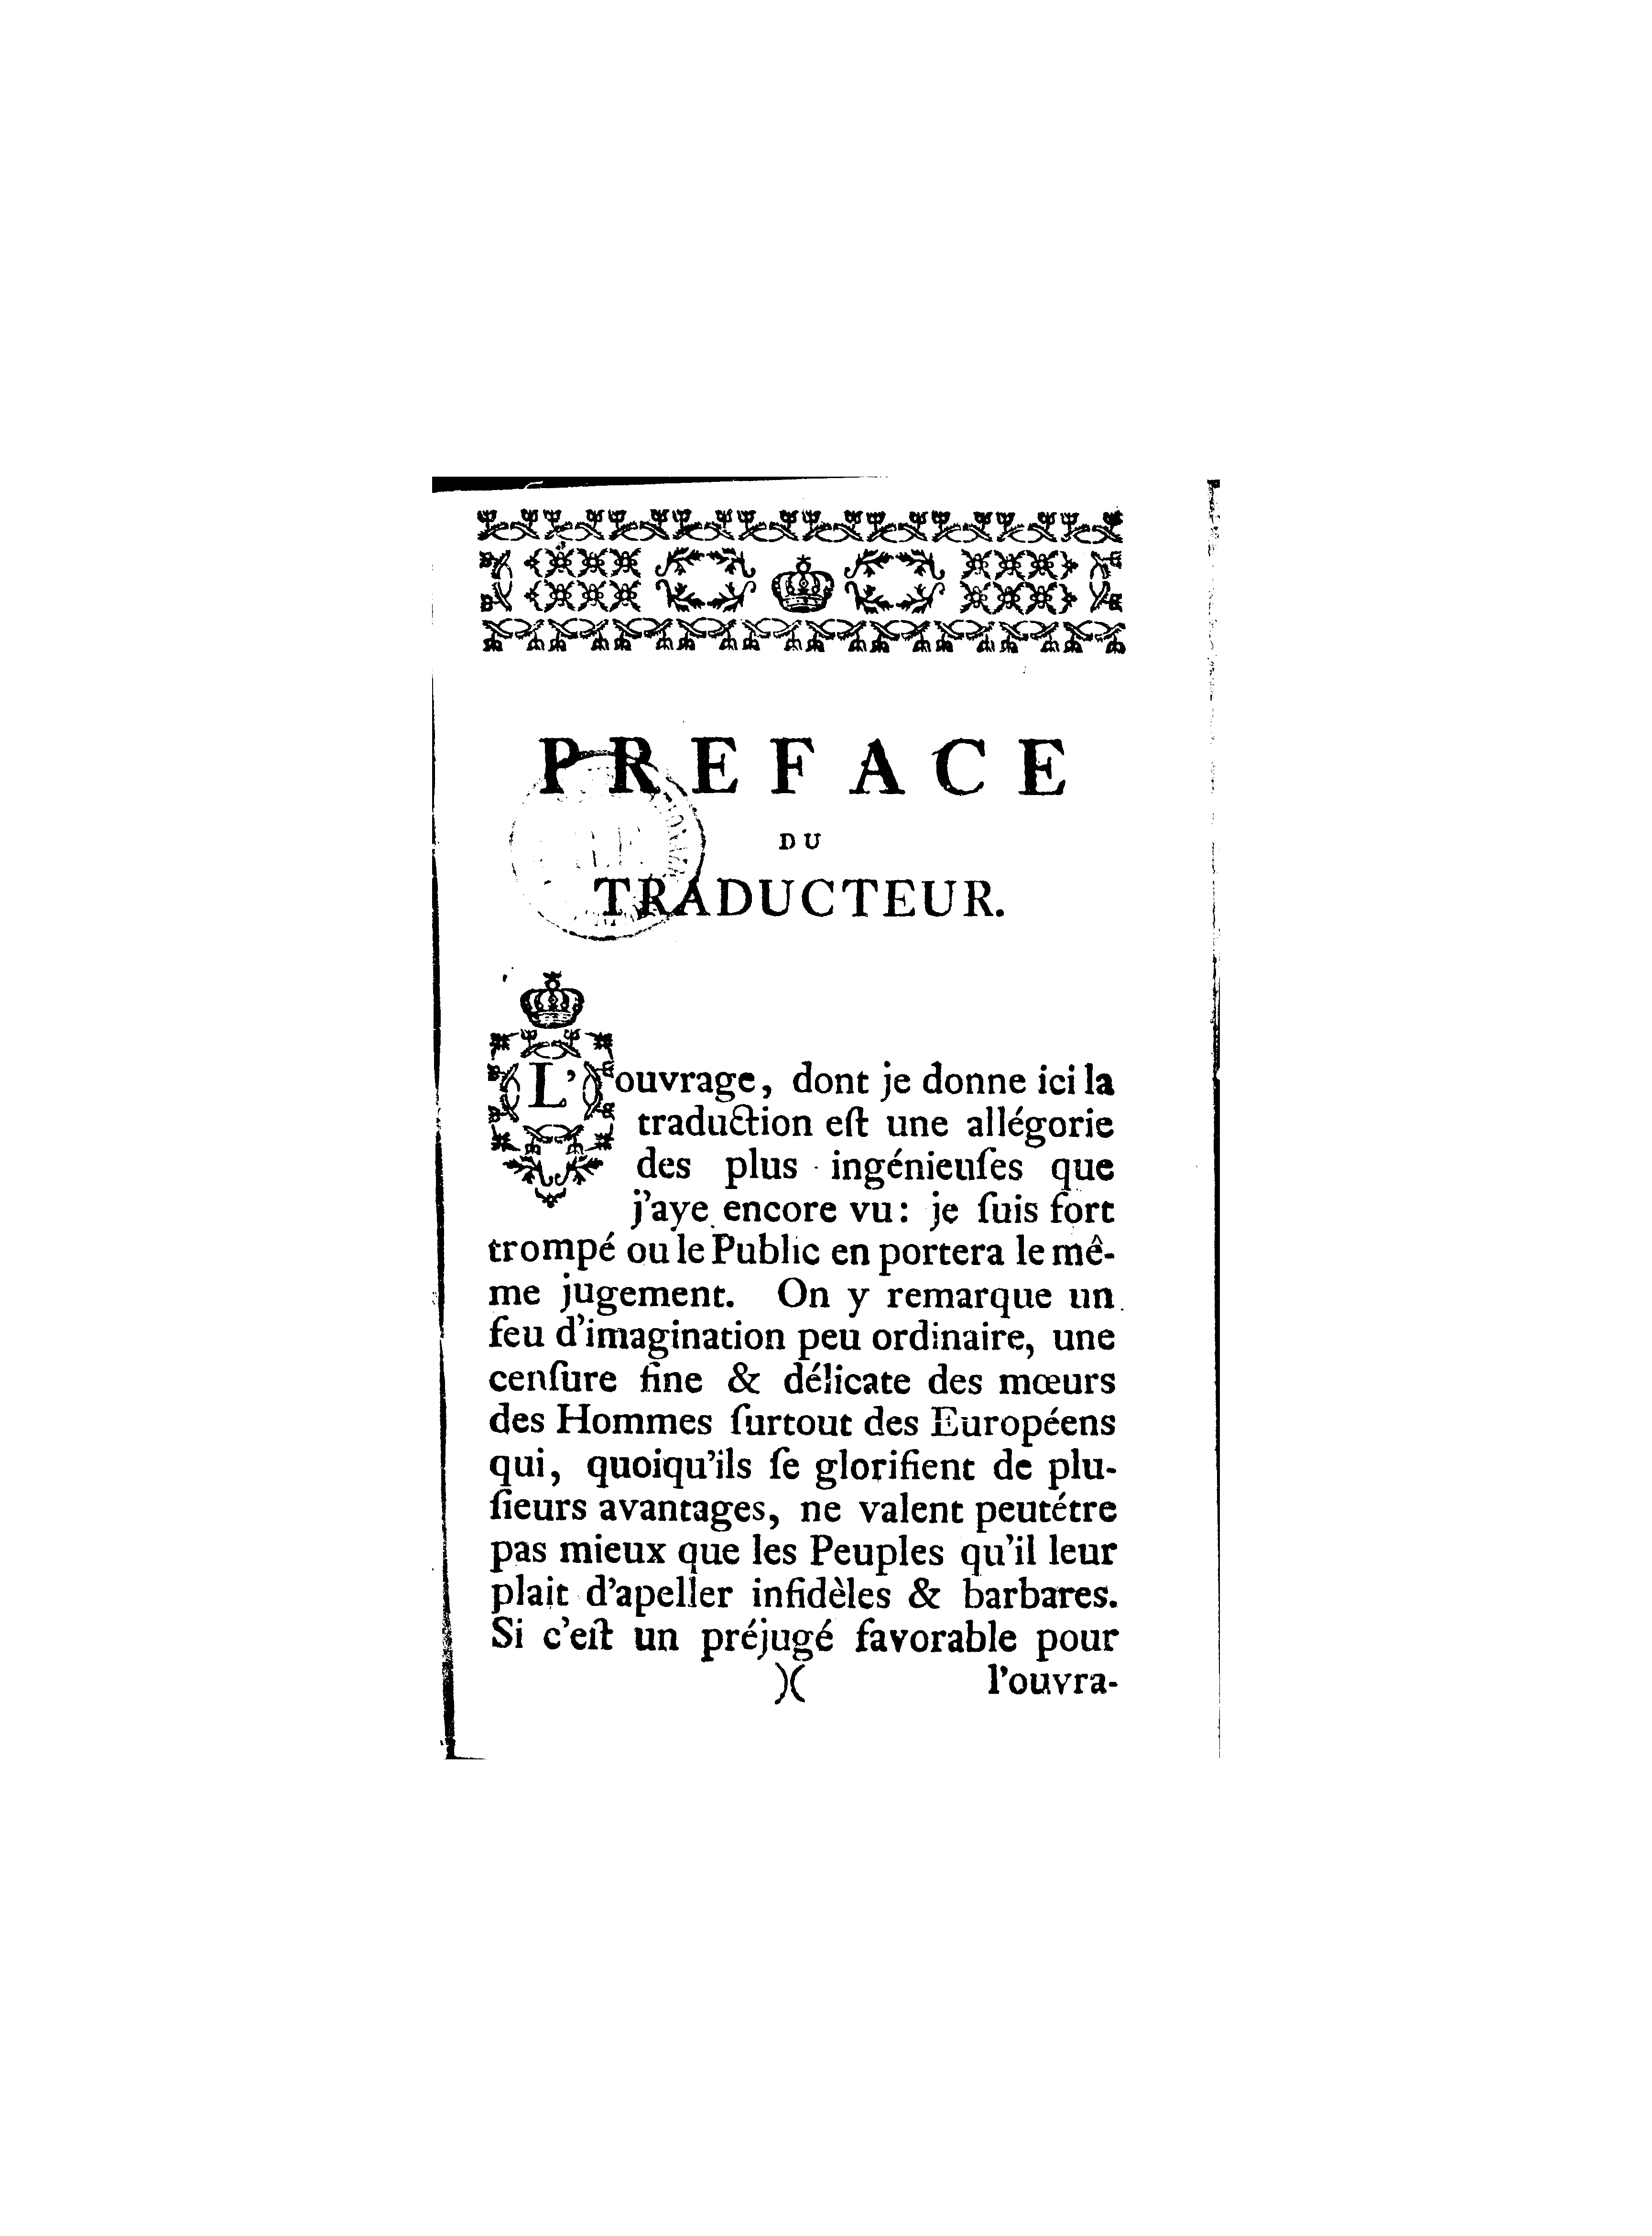 PREFACE
DU
TRADUCTEUR.
L'ouvrage, dont je donne ici la
traduction eſt une allégorie
des plus ingénieuſes que
j'aye encore vu: je ſuis fort
trompé ou le Public en portera le mê-
me jugement. On y remarque un
feu d'imagination peu ordinaire, une
cenſure fine & délicate des mœurs
des Hommes ſurtout des Européens
qui, quoiqu'ils ſe glorifient de plu-
ſieurs avantages, ne valent peutétre
pas mieux que les Peuples qu'il leur
plait d'apeller infidèles & barbares.
Si c'eſt un préjugé favorable pour
)( l'ouvra-